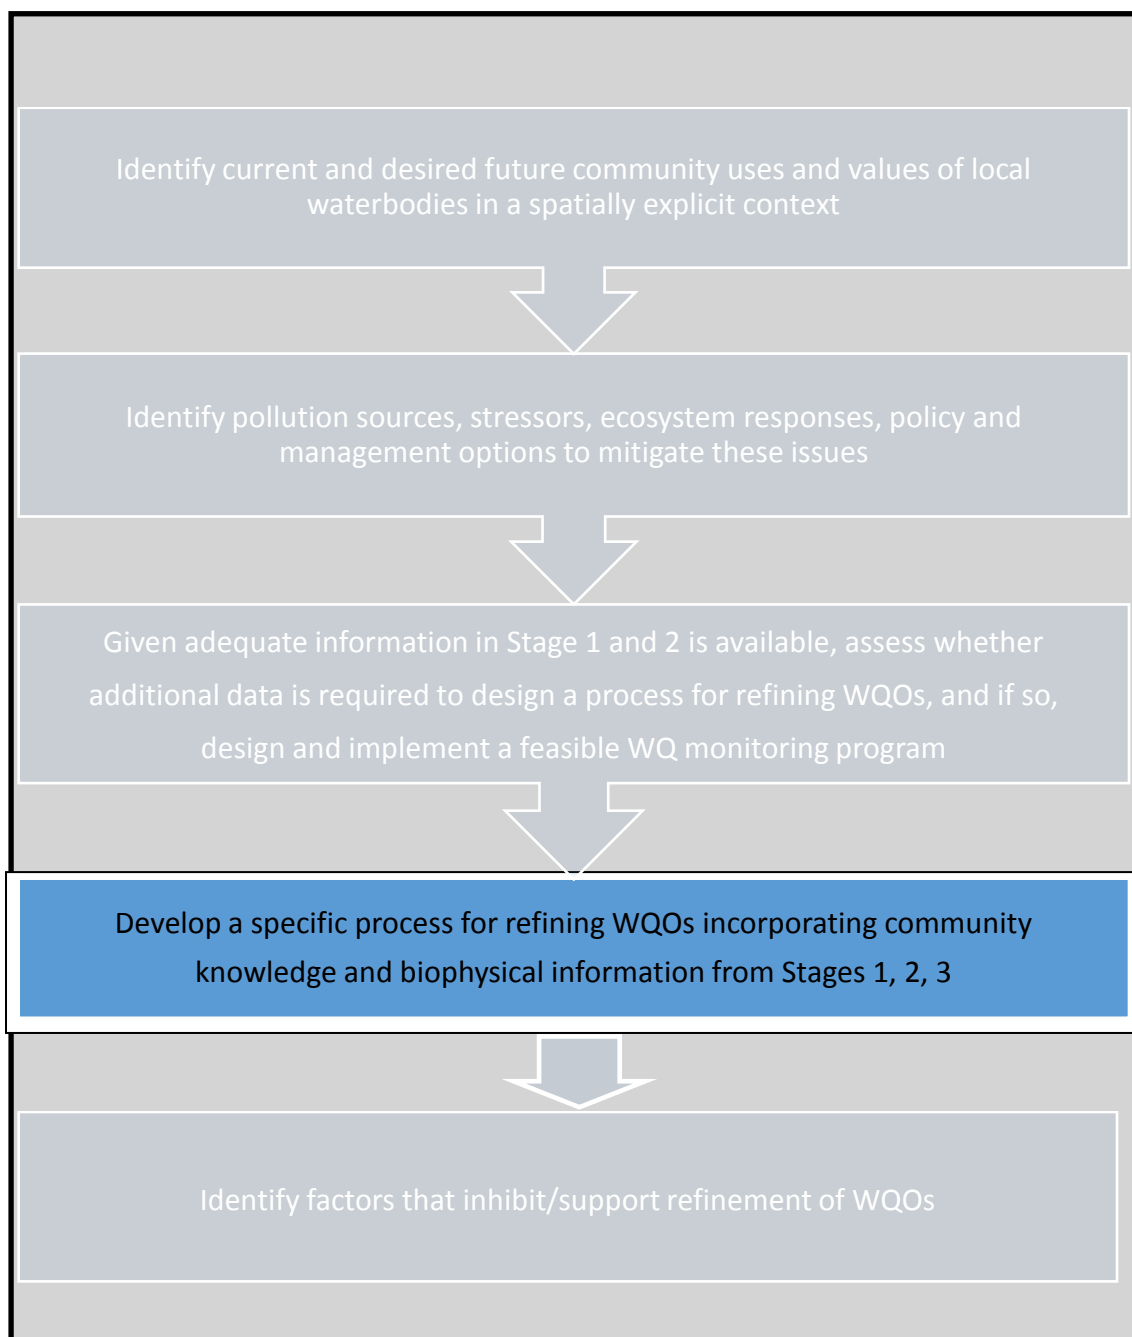 Identify current and desired future community uses and values of local
waterbodies in a spatially explicit context
Identify pollution sources, stressors, ecosystem responses, policy and
management options to mitigate these issues
Given adequate information in Stage 1 and 2 is available, assess whether
additional data is required to design a process for refining WQOs, and if so,
design and implement a feasible WQ monitoring program
Develop a specific process for refining WQOs incorporating community
knowledge and biophysical information from Stages 1, 2, 3
Identify factors that inhibit/support refinement of WQOs